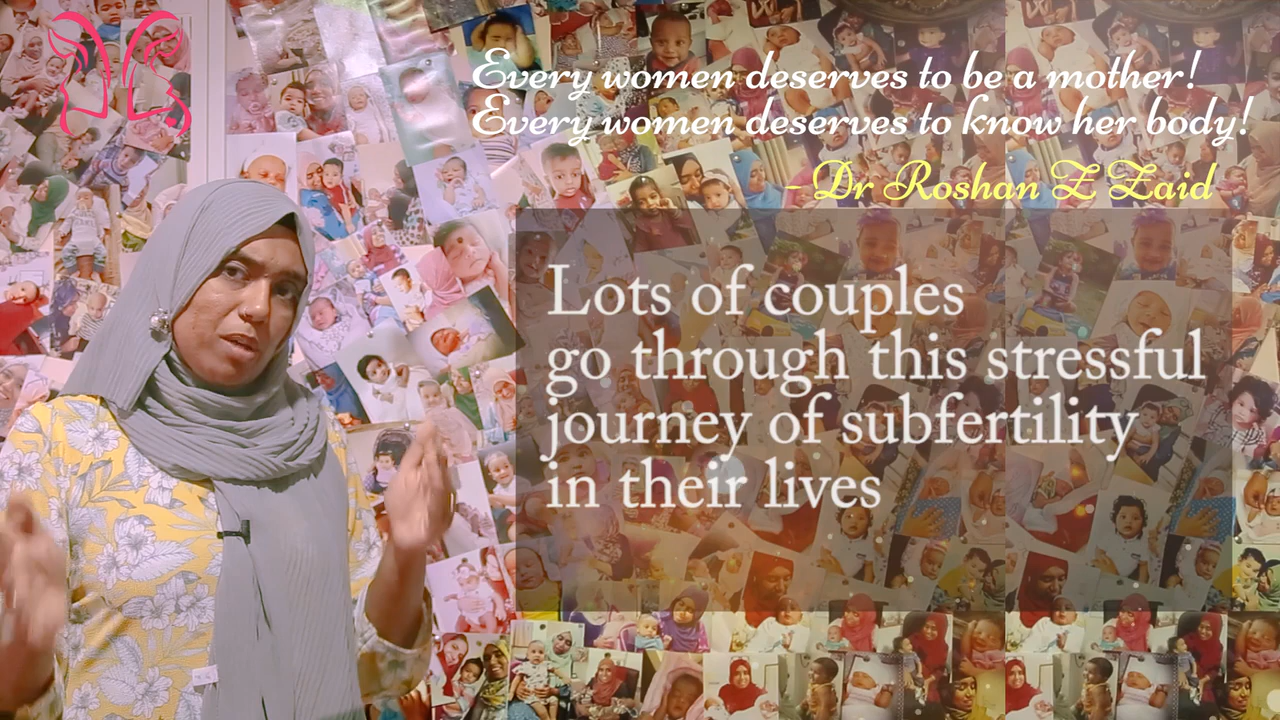 Every women deserves to be a mother!
Every women deserves to know her body!
- Dr Roshan Z Zaid
Lots of couples
go through this stressful
journey of subfertility
in their lives